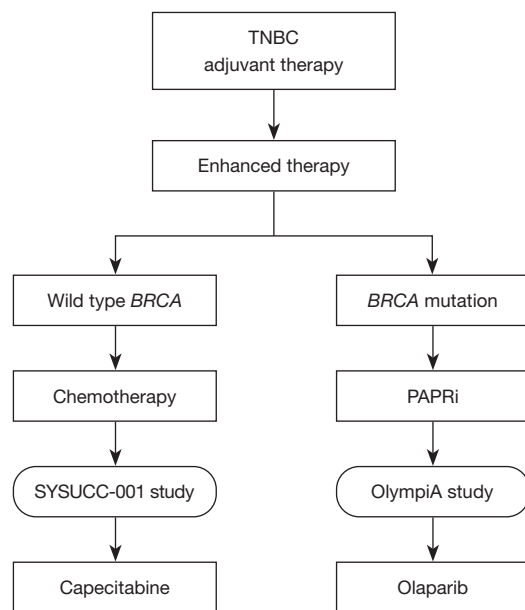 TNBC
adjuvant therapy
Enhanced therapy
Wild type BRCA
BRCA mutation
Chemotherapy
PAPRi
SYSUCC-001 study
OlympiA study
Capecitabine
Olaparib